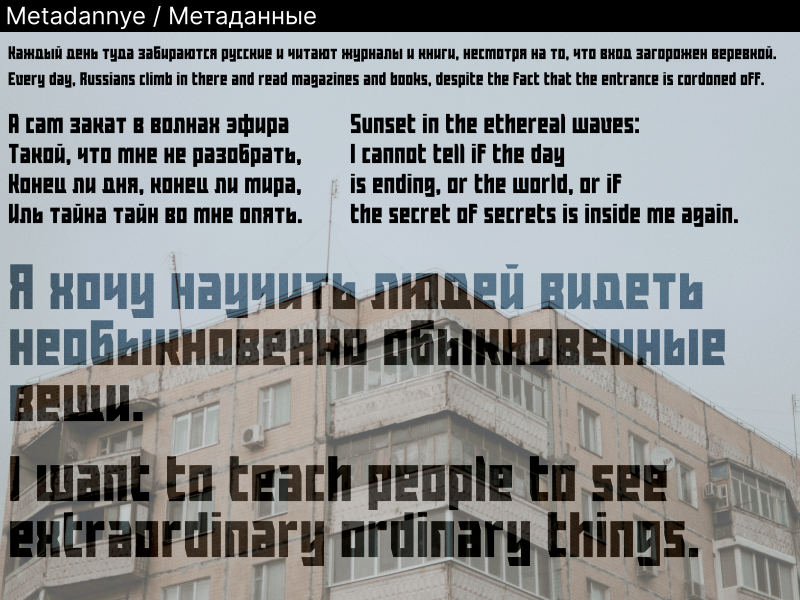 Metadannye / Метаданные
Каждый день туда забираются русские и читают журналы и книги, несмотря на то, что вход загорожен веревкой.
Every day, Russians climb in there and read magazines and books, despite the fact that the entrance is cordoned off.
А сам закат в волнах эфира
Такой, что мне не разобрать,
Конец ли дня, конец ли мира,
Иль тайна тайн во мне опять.
Sunset in the ethereal waves:
I cannot tell if the day
is ending, or the world, or if
the secret of secrets is inside me again.
Я хочу научить людей видеть
необыкновенно обыкновенные
вещи.
I want to teach people to see
extraordinary ordinary things.